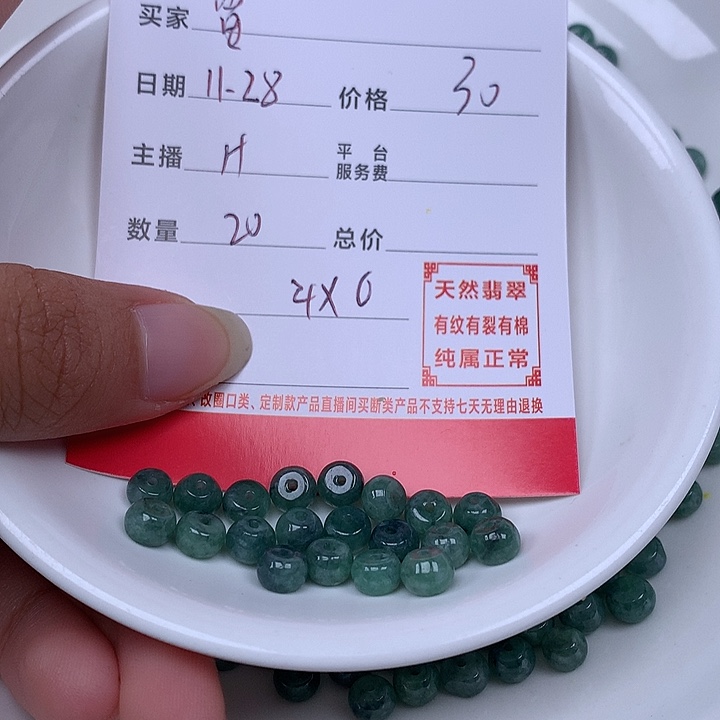 买家
日期 11-28 价格 30
主播 H 平台服务费
数量 20 总价
4X6
天然翡翠
有纹有裂有棉
纯属正常
改圈口类、定制款产品直播间买断类产品不支持七天无理由退换